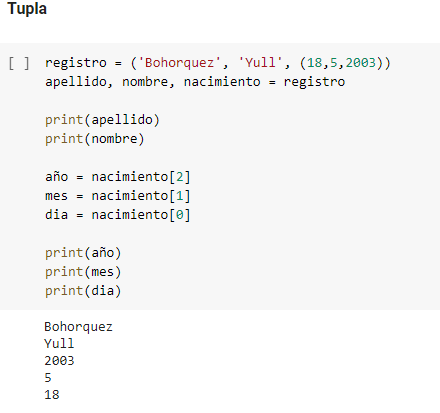 Tupla
[ ] registro = ('Bohorquez', 'Yull', (18,5,2003))
apellido, nombre, nacimiento = registro
print(apellido)
print(nombre)
año = nacimiento[2]
mes = nacimiento[1]
dia = nacimiento[0]
print(año)
print(mes)
print(dia)
Bohorquez
Yull
2003
5
18